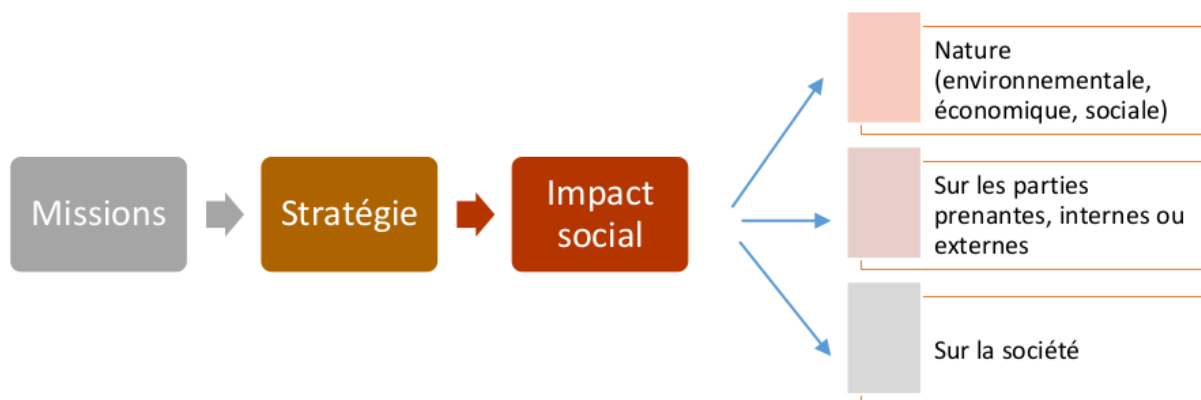 Missions
Stratégie
Impact
social
Nature
(environnementale,
économique, sociale)
Sur les parties
prenantes, internes ou
externes
Sur la société